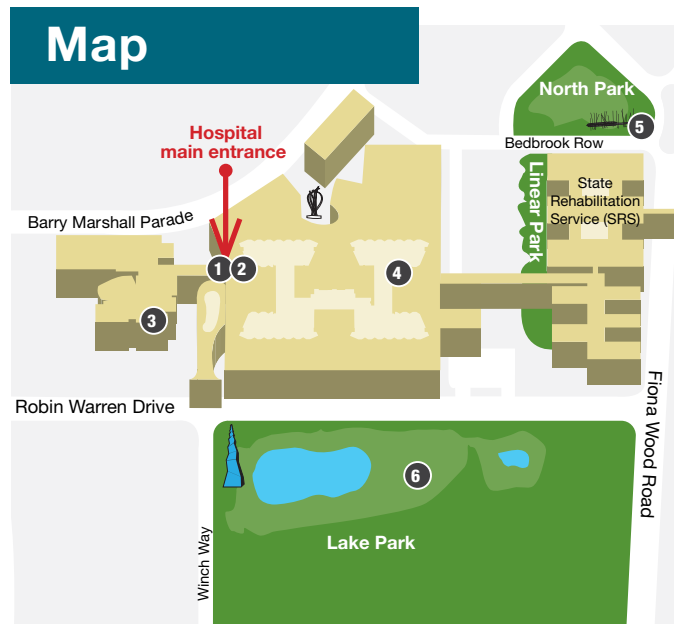 Map
North Park
5
Hospital
main entrance
Bedbrook Row
Linear Park
State
Rehabilitation
Service (SRS)
Barry Marshall Parade
1
2
4
3
Robin Warren Drive
Fiona Wood Road
6
Lake Park
Winch Way